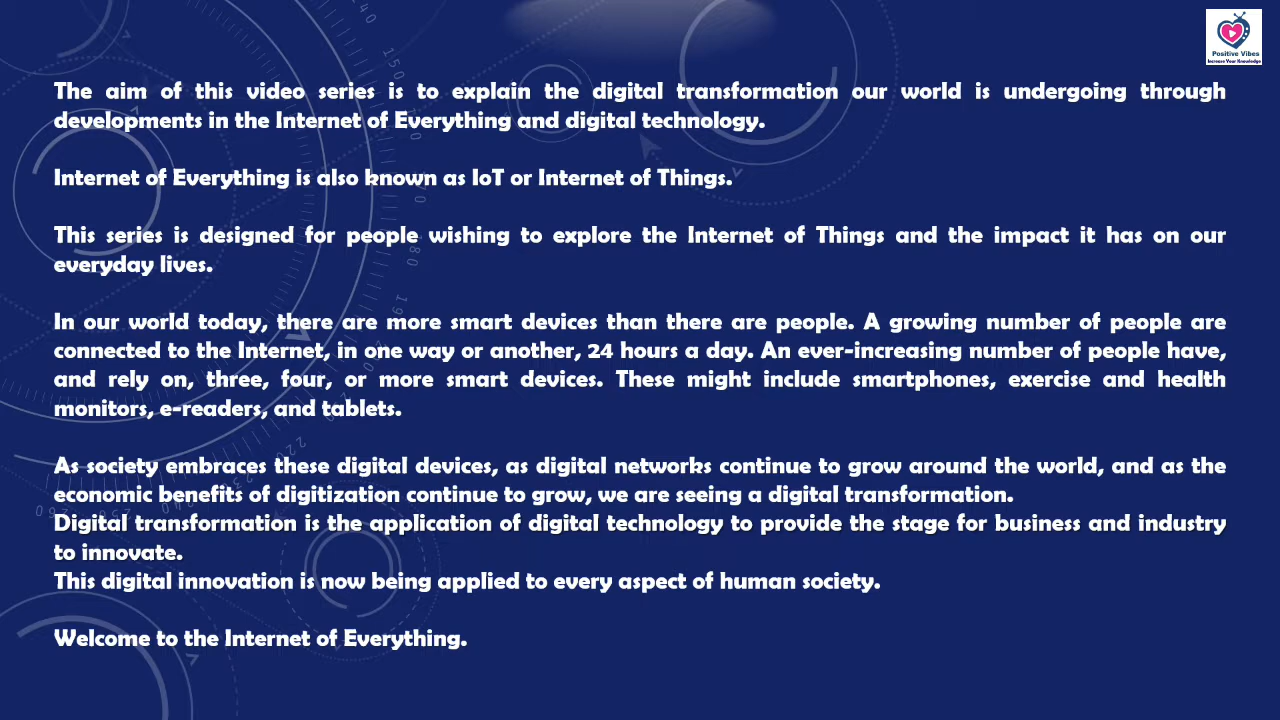 Positive Vibes
Increase Your Knowledge
The aim of this video series is to explain the digital transformation our world is undergoing through
developments in the Internet of Everything and digital technology.
Internet of Everything is also known as IoT or Internet of Things.
This series is designed for people wishing to explore the Internet of Things and the impact it has on our
everyday lives.
In our world today, there are more smart devices than there are people. A growing number of people are
connected to the Internet, in one way or another, 24 hours a day. An ever-increasing number of people have,
and rely on, three, four, or more smart devices. These might include smartphones, exercise and health
monitors, e-readers, and tablets.
As society embraces these digital devices, as digital networks continue to grow around the world, and as the
economic benefits of digitization continue to grow, we are seeing a digital transformation.
Digital transformation is the application of digital technology to provide the stage for business and industry
to innovate.
This digital innovation is now being applied to every aspect of human society.
Welcome to the Internet of Everything.